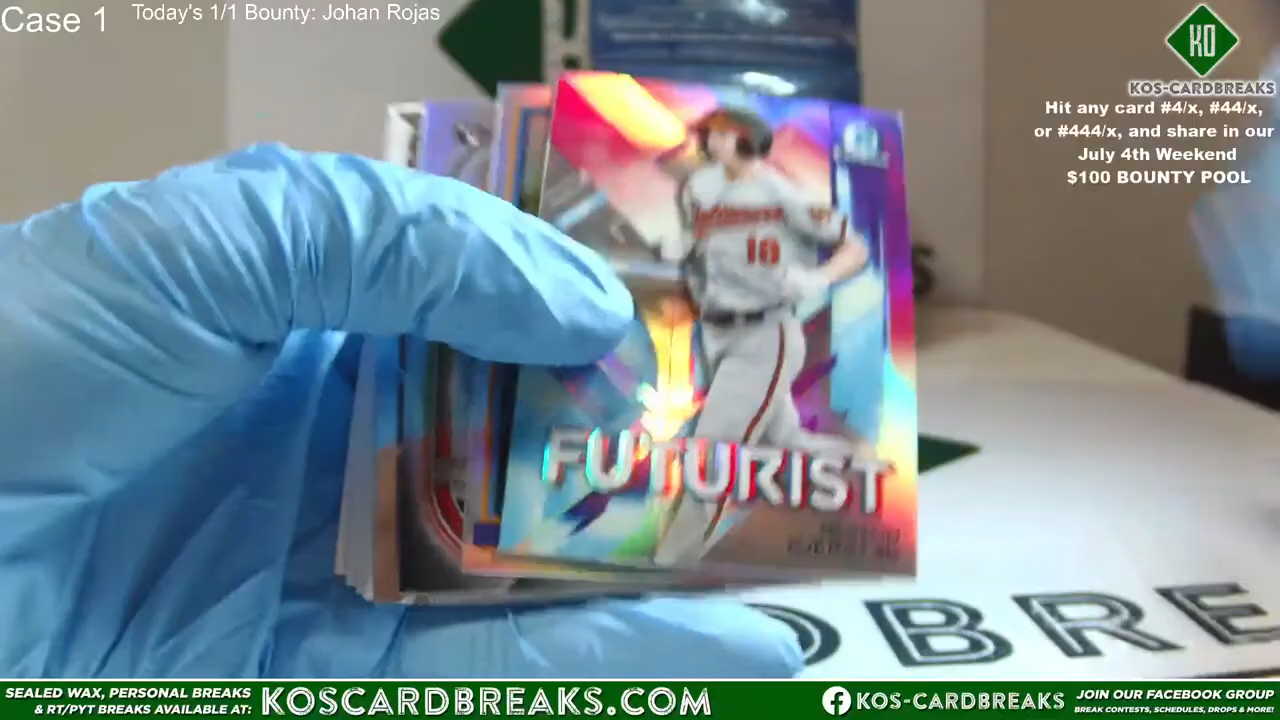 Case 1
Today's 1/1 Bounty: Johan Rojas
KO
KOS-CARDBREAKS
Hit any card #4/x, #44/x,
or #444/x, and share in our
July 4th Weekend
$100 BOUNTY POOL
18
FUTURIST
DBRE
SEALED WAX, PERSONAL BREAKS
& RT/PYT BREAKS AVAILABLE AT:
KOSCARDBREAKS.COM
KOS-CARDBREAKS
JOIN OUR FACEBOOK GROUP
BREAK CONTESTS, SCHEDULES, DROPS & MORE!